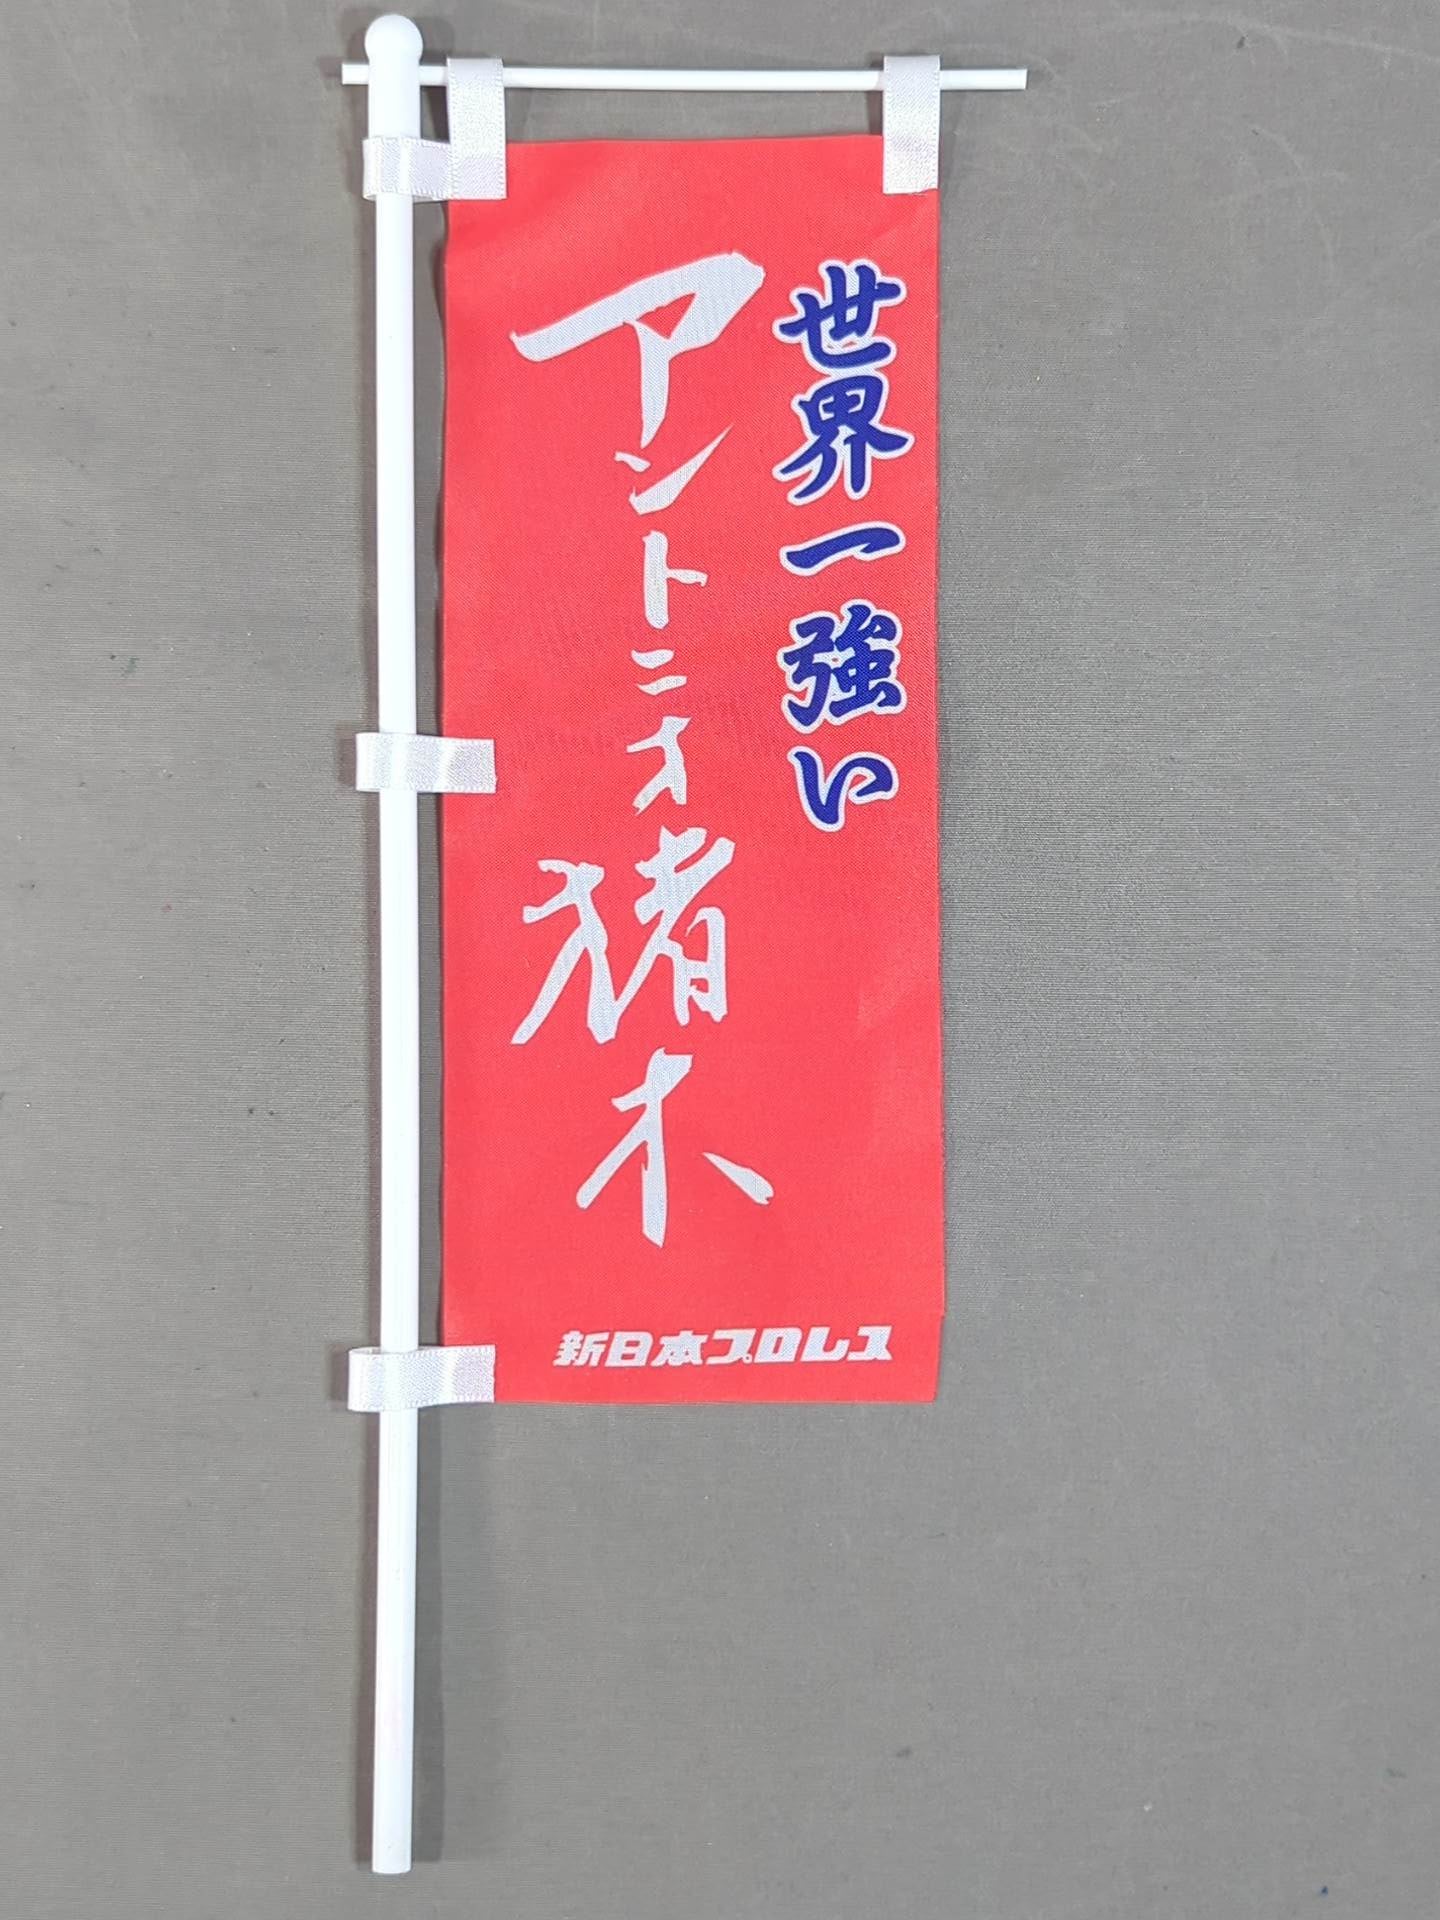 世界一強い
アントニオ猪木
新日本プロレス